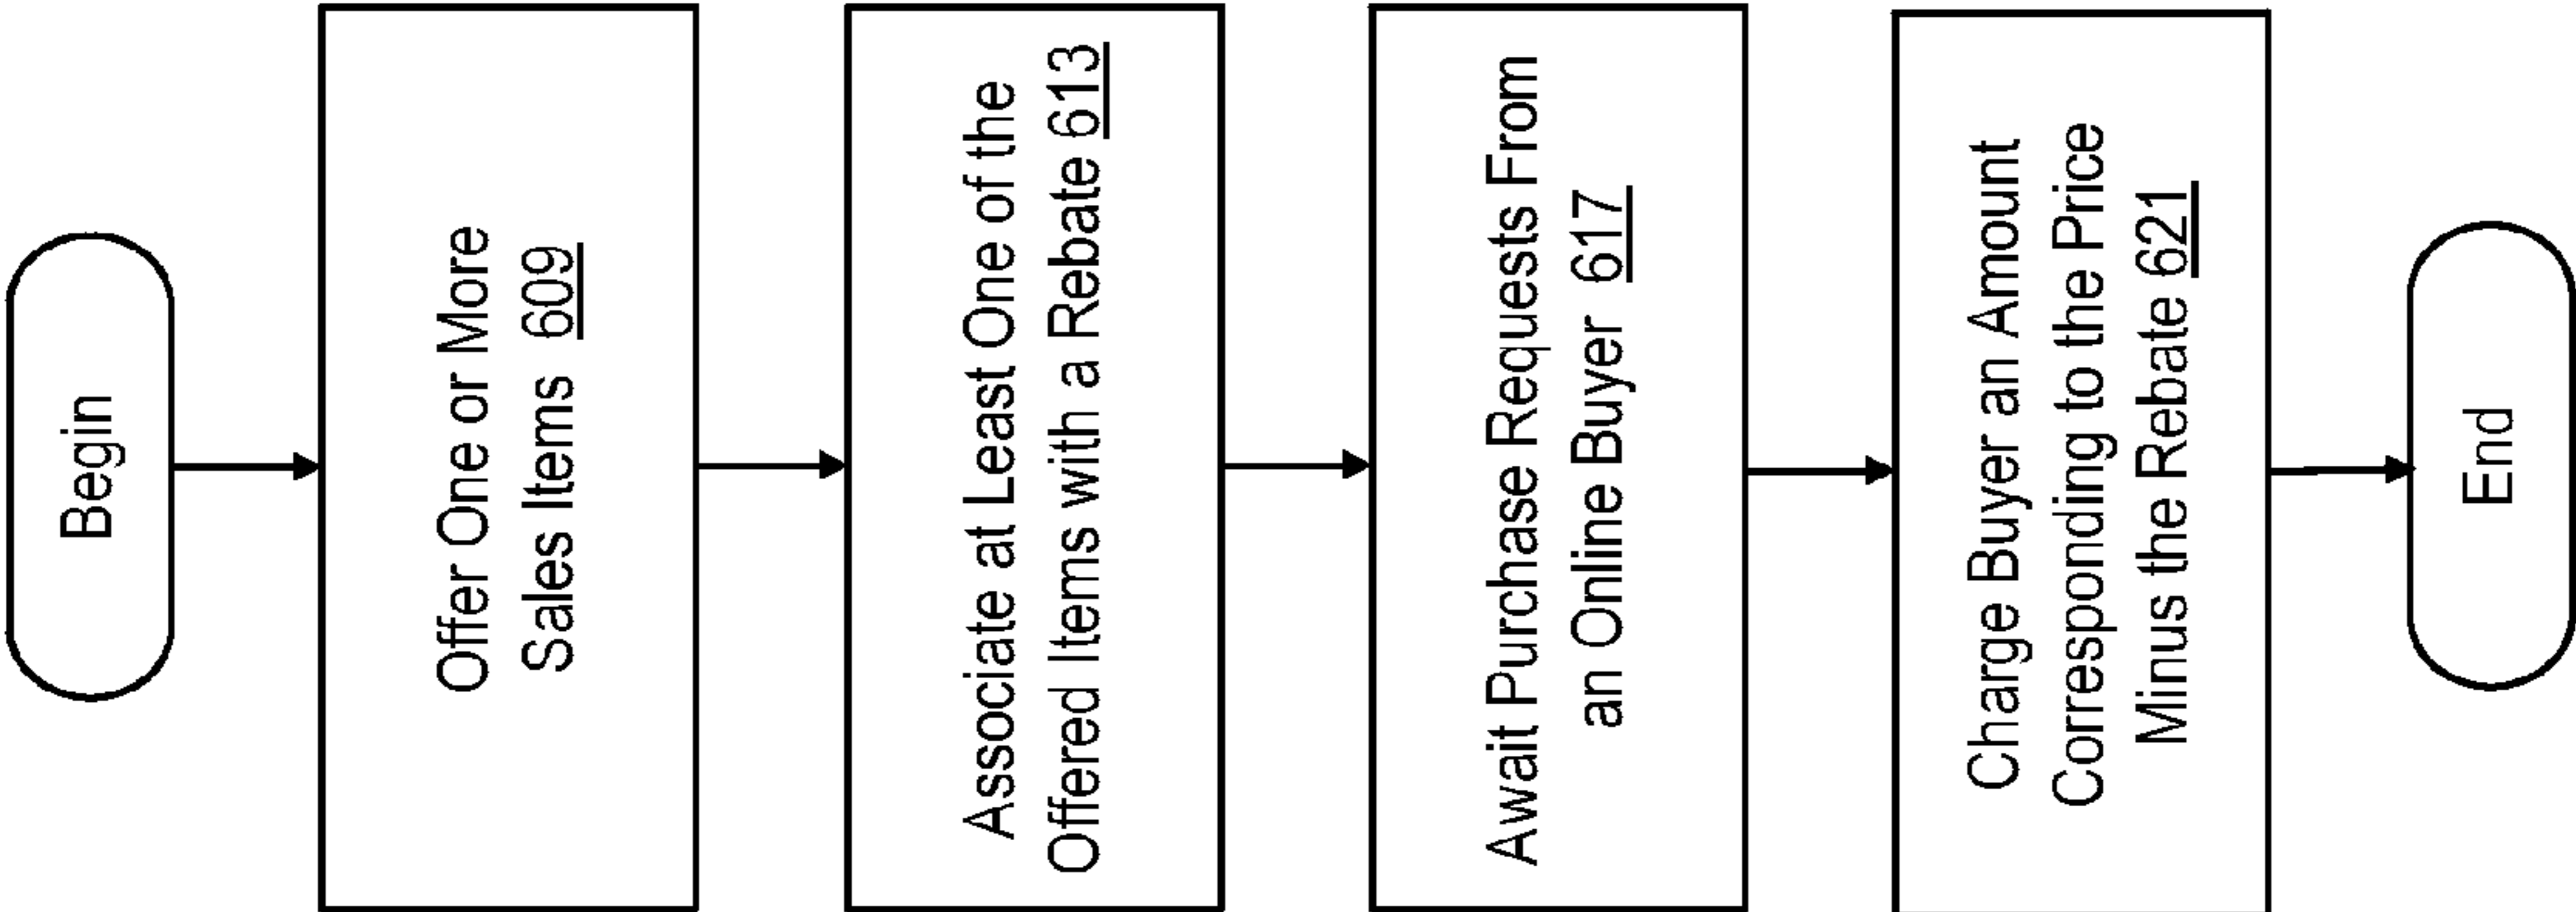 Begin
Offer One or More
Sales Items 609
Associate at Least One of the
Offered Items with a Rebate 613
Await Purchase Requests From
an Online Buyer 617
Charge Buyer an Amount
Corresponding to the Price
Minus the Rebate 621
End